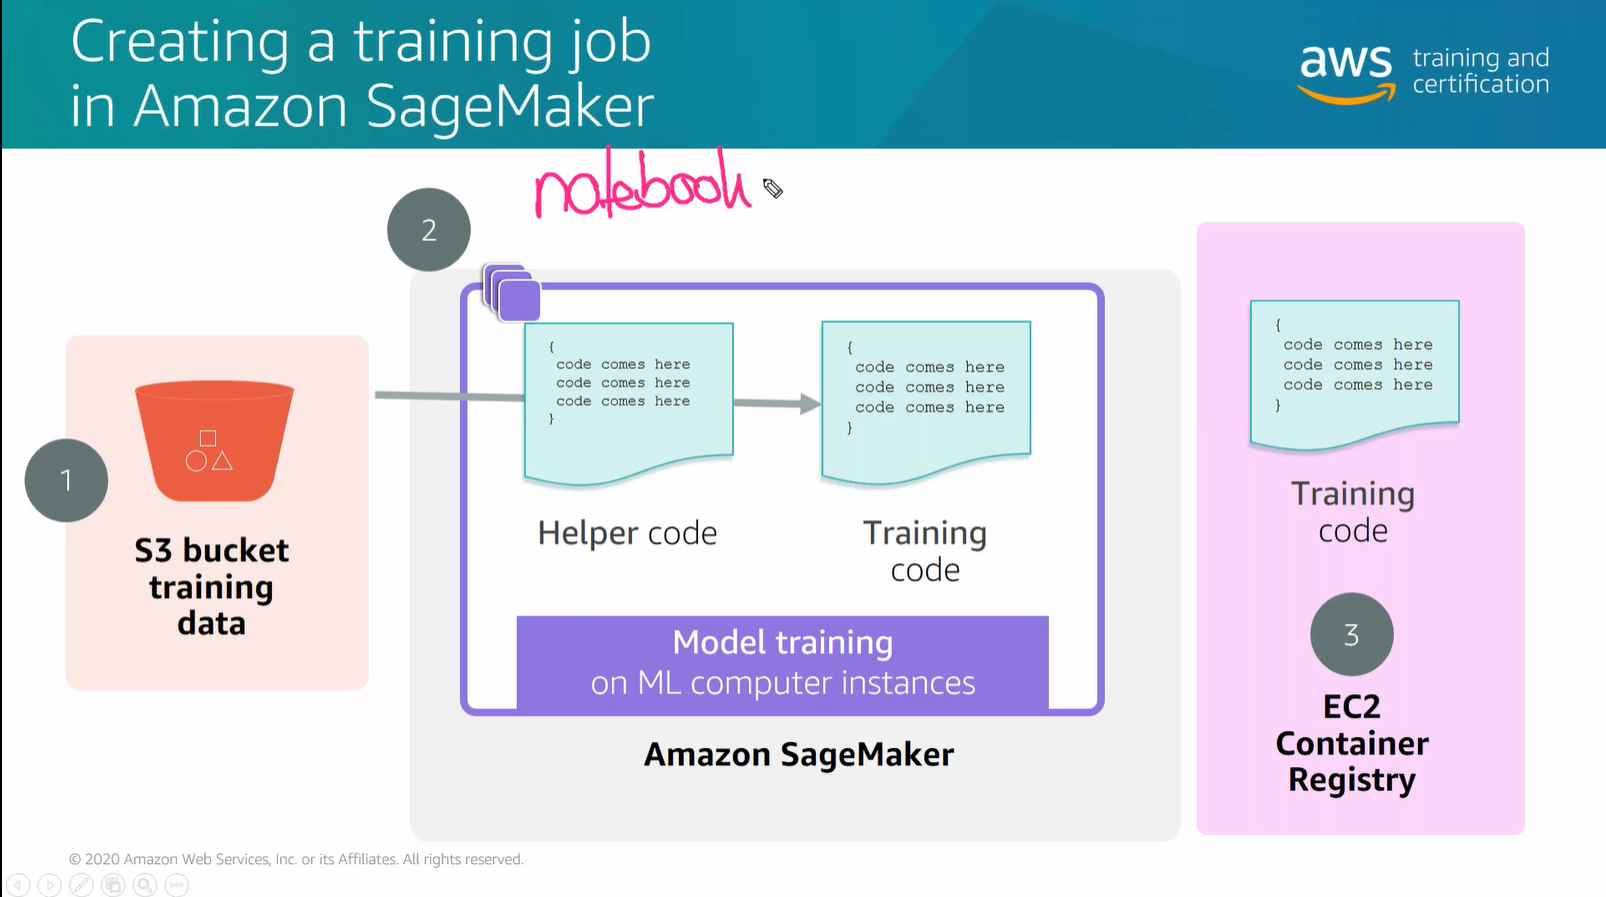 Creating a training job
in Amazon SageMaker
aws
training and
certification
notebook
2
1
S3 bucket
training
data
{
code comes here
code comes here
code comes here
}
Helper code
{
code comes here
code comes here
code comes here
}
Training
code
Model training
on ML computer instances
Amazon SageMaker
{
code comes here
code comes here
code comes here
}
Training
code
3
EC2
Container
Registry
© 2020 Amazon Web Services, Inc. or its Affiliates. All rights reserved.